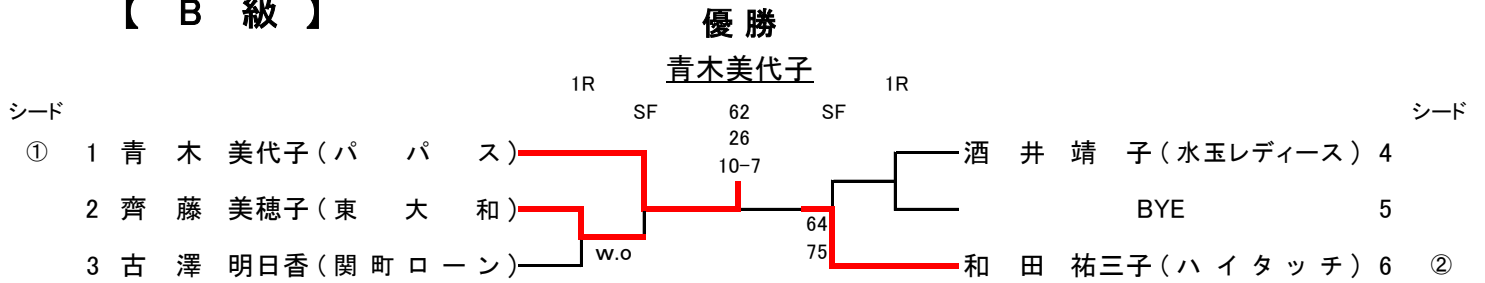 【 B 級 】
優 勝
青木美代子
1R 1R
シード SF 62 SF シード
26
① 1 青 木 美代子(パ パ ス) 10-7 酒 井 靖 子(水玉レディース) 4
2 齊 藤 美穂子(東 大 和) BYE 5
64
w.o 75
3 古 澤 明日香(関 町 ロ ー ン) 和 田 祐三子(ハ イ タ ッ チ) 6 ②